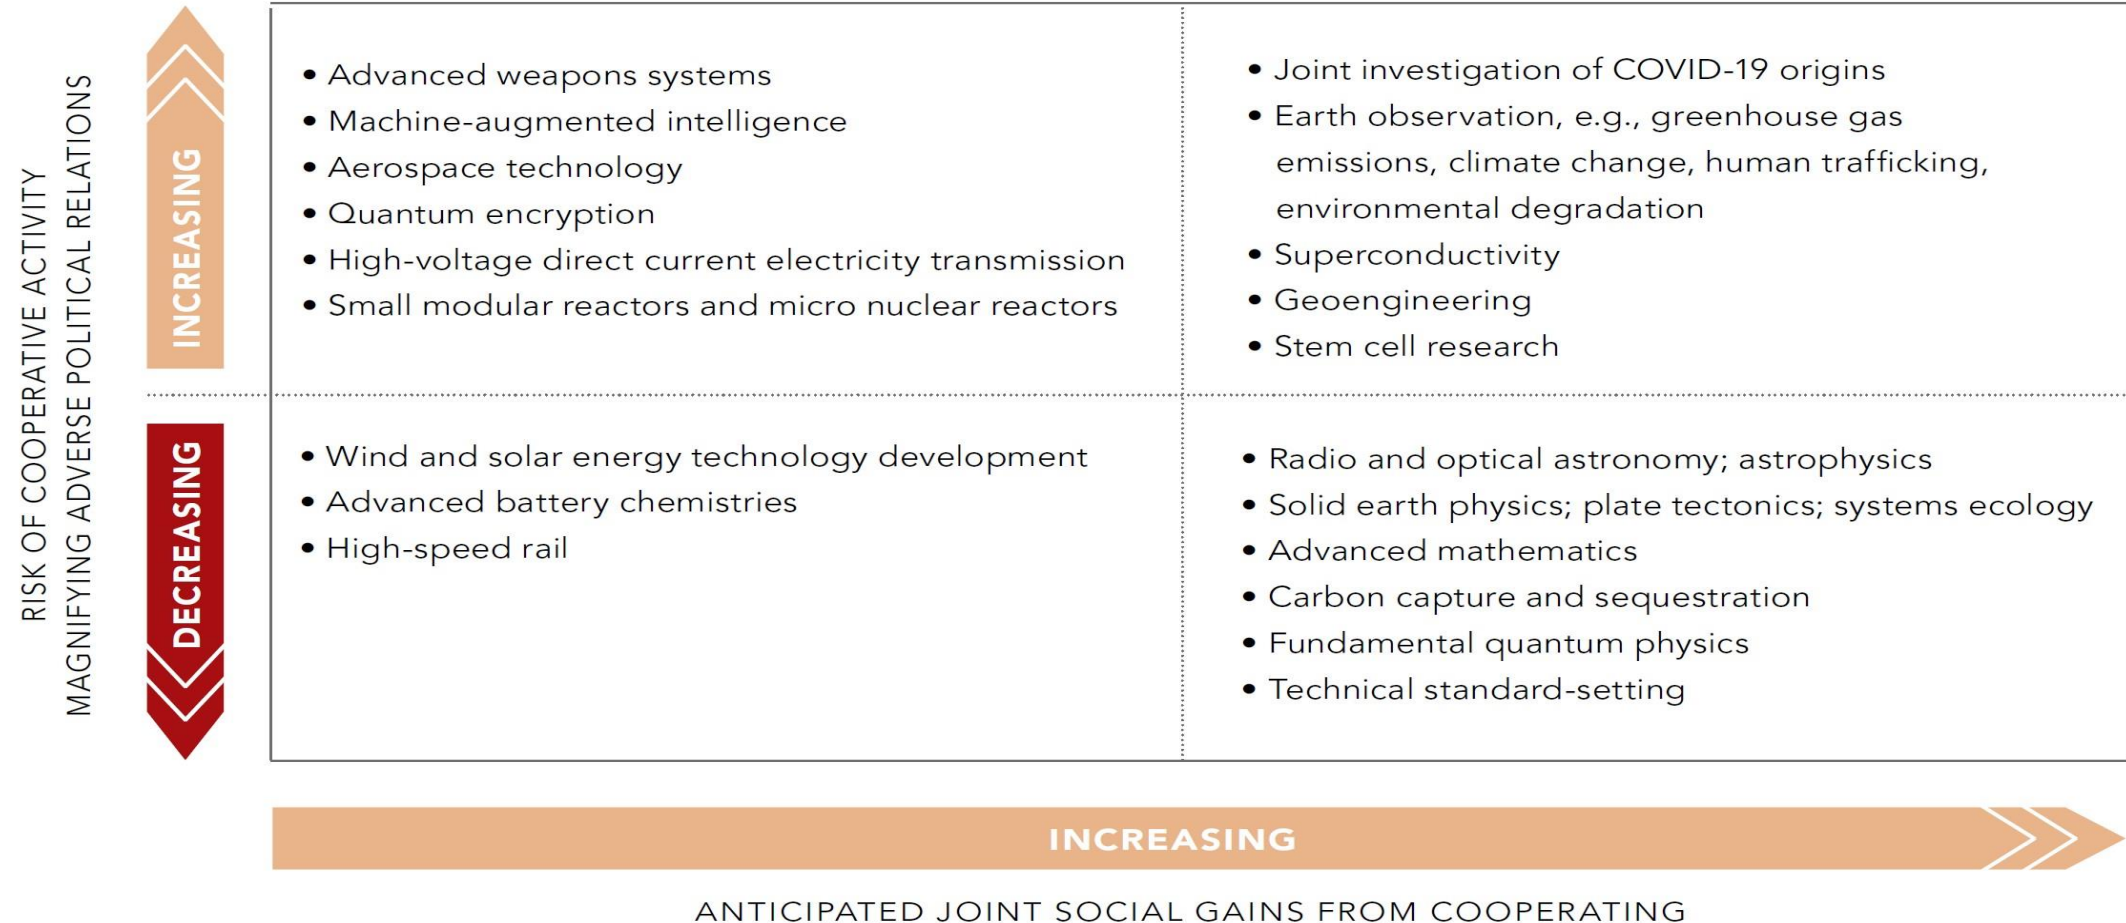 RISK OF COOPERATIVE ACTIVITY
MAGNIFYING ADVERSE POLITICAL RELATIONS
INCREASING
• Advanced weapons systems
• Machine-augmented intelligence
• Aerospace technology
• Quantum encryption
• High-voltage direct current electricity transmission
• Small modular reactors and micro nuclear reactors
• Joint investigation of COVID-19 origins
• Earth observation, e.g., greenhouse gas
emissions, climate change, human trafficking,
environmental degradation
• Superconductivity
• Geoengineering
• Stem cell research
DECREASING
• Wind and solar energy technology development
• Advanced battery chemistries
• High-speed rail
• Radio and optical astronomy; astrophysics
• Solid earth physics; plate tectonics; systems ecology
• Advanced mathematics
• Carbon capture and sequestration
• Fundamental quantum physics
• Technical standard-setting
INCREASING
ANTICIPATED JOINT SOCIAL GAINS FROM COOPERATING